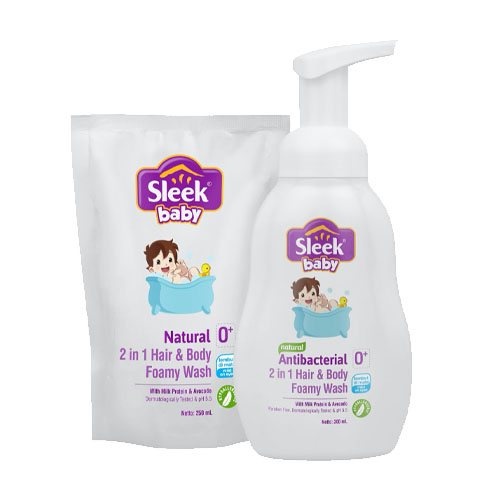 Sleek®
baby
Natural 0+
2 in 1 Hair & Body
Foamy Wash
With Milk Protein & Avocado
Dermatologically Tested & pH 5.5
Netto: 250 mL
Sleek®
baby
natural
Antibacterial 0+
2 in 1 Hair & Body
Foamy Wash
With Milk Protein & Avocado
Paraben Free, Dermatologically Tested & pH 5.5
Netto: 300 mL